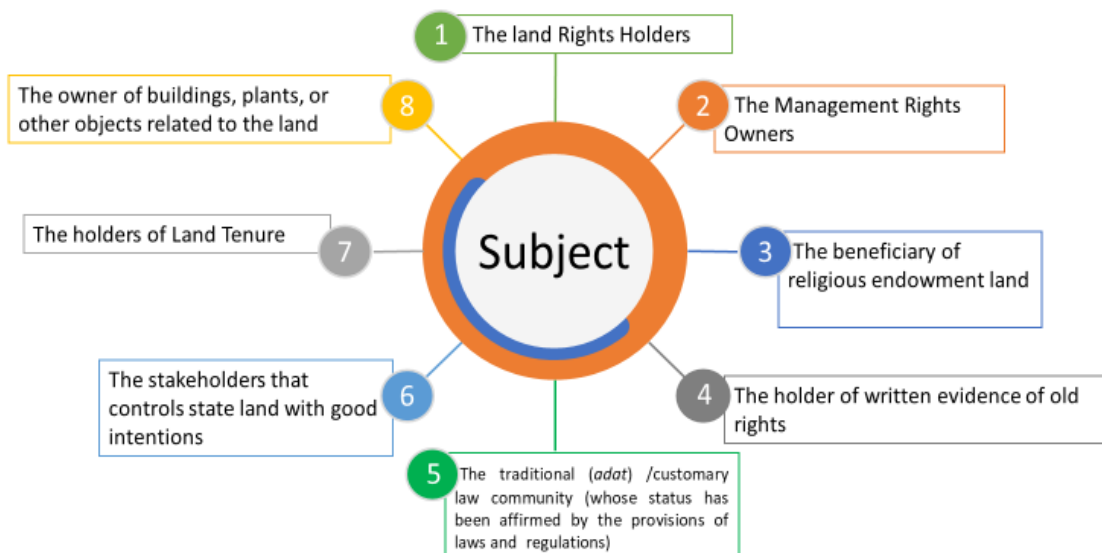 Subject
1
The land Rights Holders
2
The Management Rights
Owners
3
The beneficiary of
religious endowment land
4
The holder of written evidence of old
rights
5
The traditional (adat) /customary
law community (whose status has
been affirmed by the provisions of
laws and regulations)
6
The stakeholders that
controls state land with good
intentions
7
The holders of Land Tenure
8
The owner of buildings, plants, or
other objects related to the land